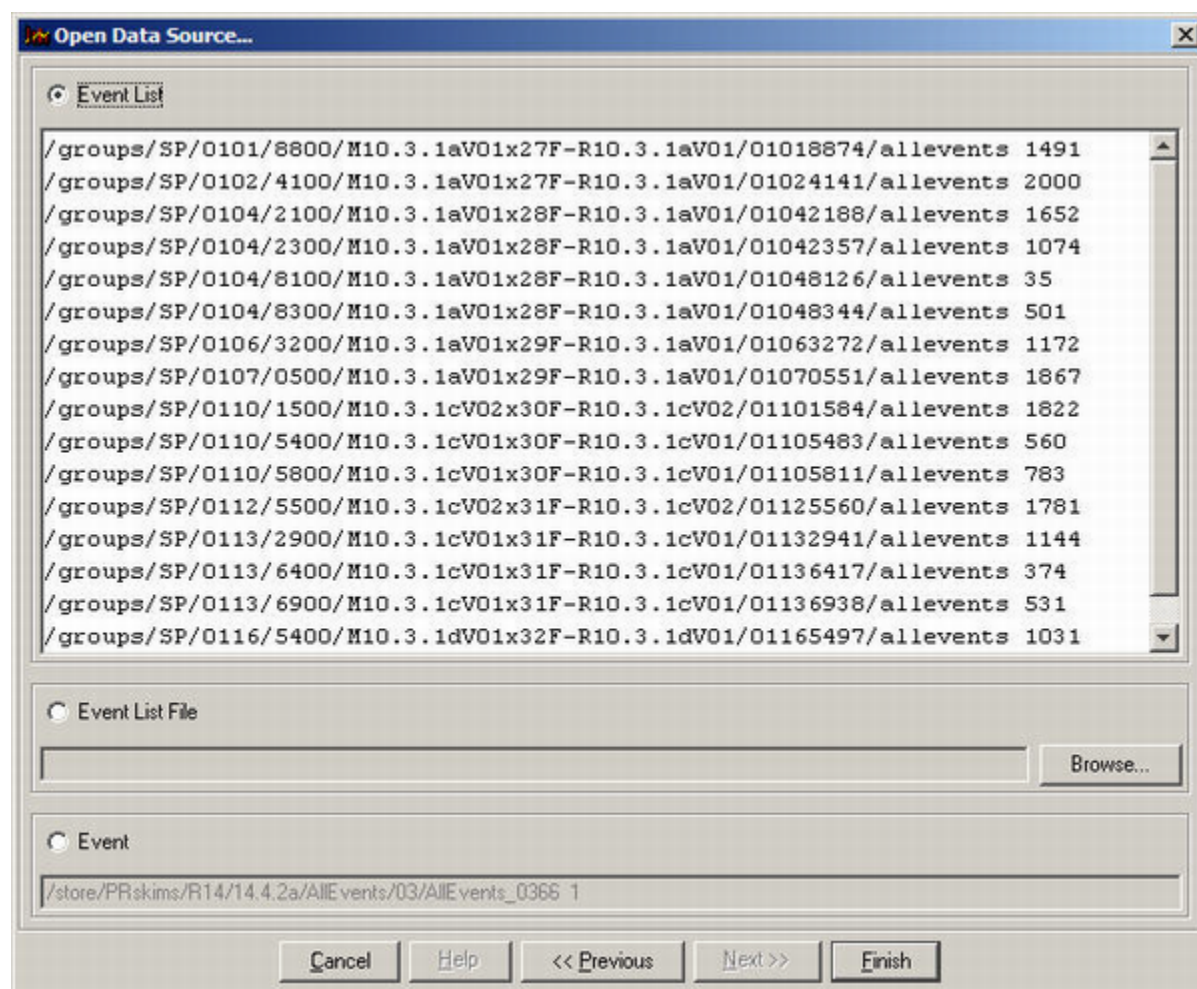 Open Data Source...
Event List
/groups/SP/0101/8800/M10.3.1aV01x27F-R10.3.1aV01/01018874/allevents 1491
/groups/SP/0102/4100/M10.3.1aV01x27F-R10.3.1aV01/01024141/allevents 2000
/groups/SP/0104/2100/M10.3.1aV01x28F-R10.3.1aV01/01042188/allevents 1652
/groups/SP/0104/2300/M10.3.1aV01x28F-R10.3.1aV01/01042357/allevents 1074
/groups/SP/0104/8100/M10.3.1aV01x28F-R10.3.1aV01/01048126/allevents 35
/groups/SP/0104/8300/M10.3.1aV01x28F-R10.3.1aV01/01048344/allevents 501
/groups/SP/0106/3200/M10.3.1aV01x29F-R10.3.1aV01/01063272/allevents 1172
/groups/SP/0107/0500/M10.3.1aV01x29F-R10.3.1aV01/01070551/allevents 1867
/groups/SP/0110/1500/M10.3.1cV02x30F-R10.3.1cV02/01101584/allevents 1822
/groups/SP/0110/5400/M10.3.1cV01x30F-R10.3.1cV01/01105483/allevents 560
/groups/SP/0110/5800/M10.3.1cV01x30F-R10.3.1cV01/01105811/allevents 783
/groups/SP/0112/5500/M10.3.1cV02x31F-R10.3.1cV02/01125560/allevents 1781
/groups/SP/0113/2900/M10.3.1cV01x31F-R10.3.1cV01/01132941/allevents 1144
/groups/SP/0113/6400/M10.3.1cV01x31F-R10.3.1cV01/01136417/allevents 374
/groups/SP/0113/6900/M10.3.1cV01x31F-R10.3.1cV01/01136938/allevents 531
/groups/SP/0116/5400/M10.3.1dV01x32F-R10.3.1dV01/01165497/allevents 1031
Event List File
Browse...
Event
/store/PRskims/R14/14.4.2a/AllEvents/03/AllEvents_0366 1
Cancel Help << Previous Next >> Finish